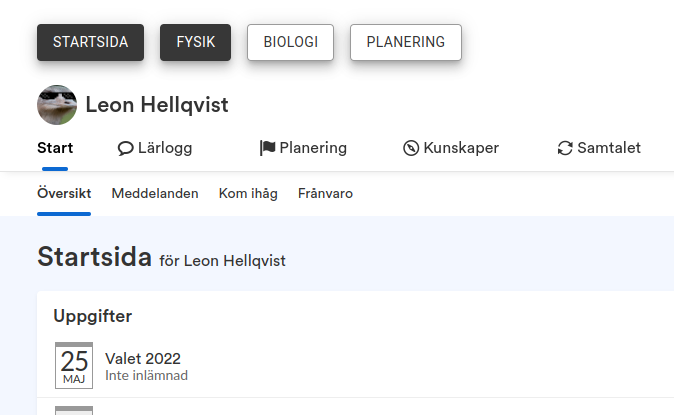 STARTSIDA FYSIK BIOLOGI PLANERING
Leon Hellqvist
Start Lärlogg Planering Kunskaper Samtalet
Översikt Meddelanden Kom ihåg Frånvaro
Startsida för Leon Hellqvist
Uppgifter
25 MAJ
Valet 2022
Inte inlämnad